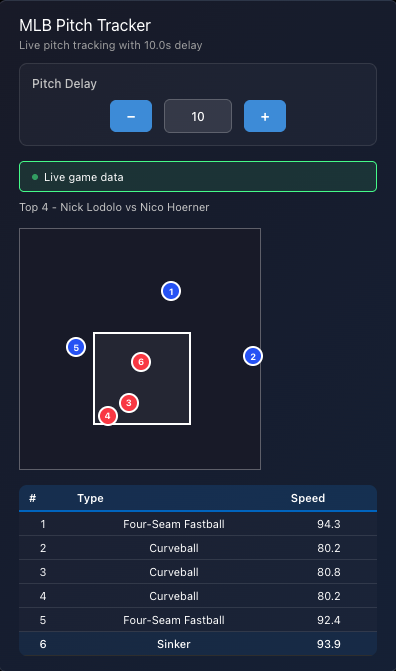 MLB Pitch Tracker
Live pitch tracking with 10.0s delay
Pitch Delay
− 10 +
Live game data
Top 4 - Nick Lodolo vs Nico Hoerner
1
5
2
6
3
4
# Type Speed
1 Four-Seam Fastball 94.3
2 Curveball 80.2
3 Curveball 80.8
4 Curveball 80.2
5 Four-Seam Fastball 92.4
6 Sinker 93.9